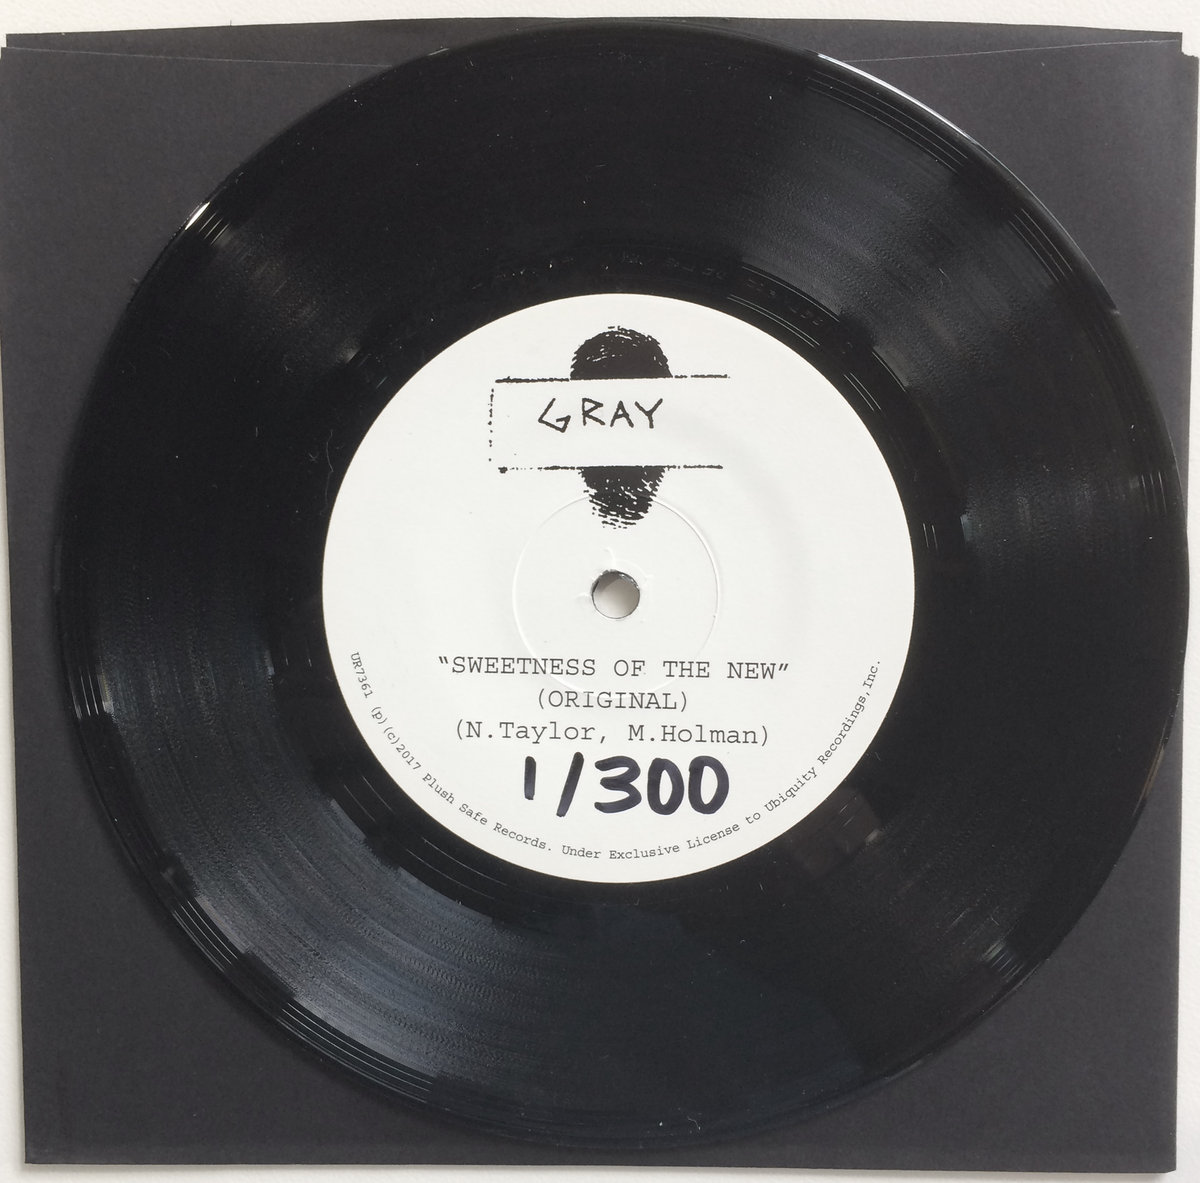 GRAY
“SWEETNESS OF THE NEW”
(ORIGINAL)
(N.Taylor, M.Holman)
1/300
UR7361 (p)(c)2017 Plush Safe Records. Under Exclusive License to Ubiquity Recordings,Inc.